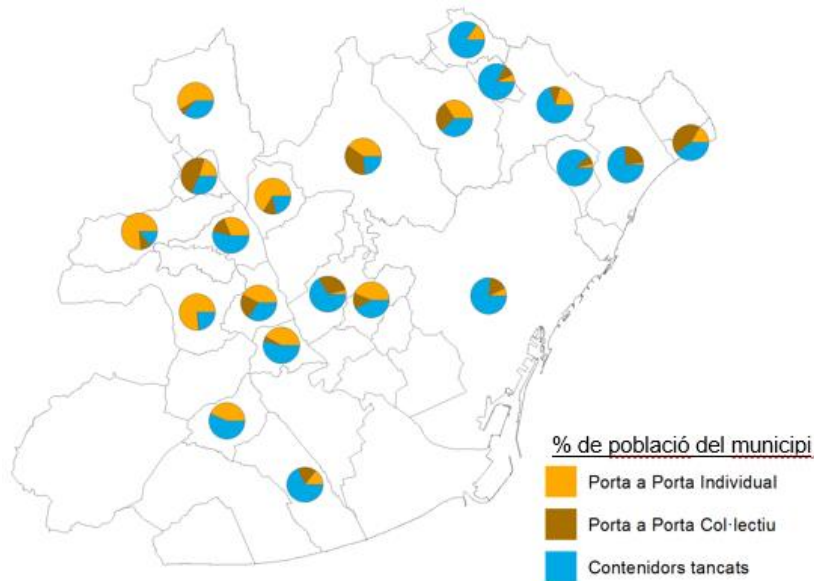 % de població del municipi
Porta a Porta Individual
Porta a Porta Col·lectiu
Contenidors tancats